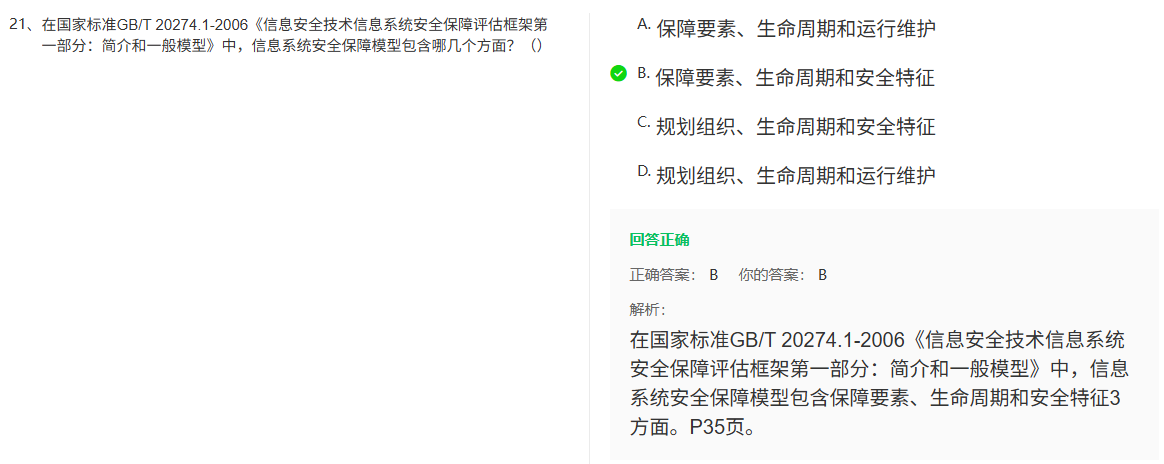 21、在国家标准GB/T 20274.1-2006《信息安全技术信息系统安全保障评估框架第
一部分：简介和一般模型》中，信息系统安全保障模型包含哪几个方面？（）
A. 保障要素、生命周期和运行维护
B. 保障要素、生命周期和安全特征
C. 规划组织、生命周期和安全特征
D. 规划组织、生命周期和运行维护
回答正确
正确答案： B 你的答案： B
解析：
在国家标准GB/T 20274.1-2006《信息安全技术信息系统
安全保障评估框架第一部分：简介和一般模型》中，信息
系统安全保障模型包含保障要素、生命周期和安全特征3
方面。P35页。